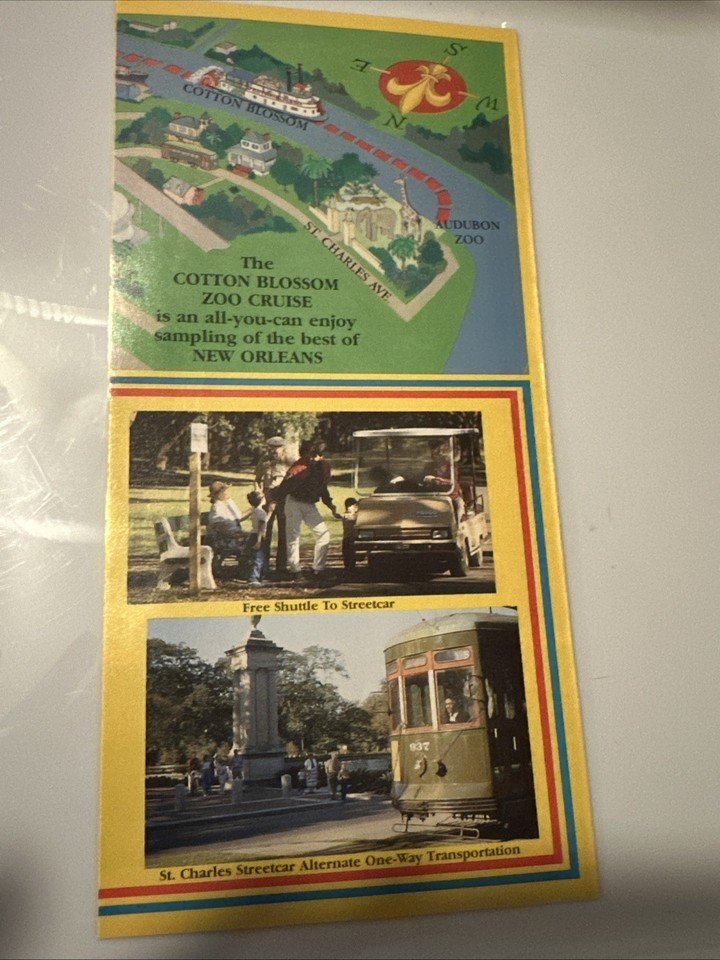 S
E
W
N
COTTON BLOSSOM
AUDUBON
ZOO
ST. CHARLES AVE
The
COTTON BLOSSOM
ZOO CRUISE
is an all-you-can enjoy
sampling of the best of
NEW ORLEANS
Free Shuttle To Streetcar
937
St. Charles Streetcar Alternate One-Way Transportation